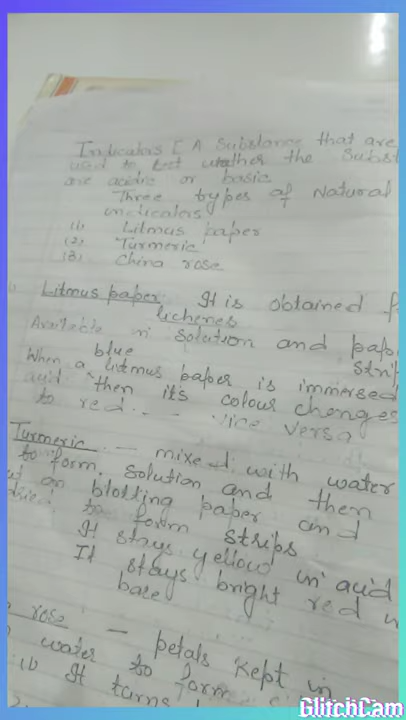 Indicators [ A Substance that are
used to test whether the Subst
are acidic or basic
Three types of Natural
indicators
(1) Litmus paper
(2) Turmeric
(3) China rose
Litmus paper It is obtained f
lichenes
Available in solution and pap
strip
blue
When a litmus paper is immersed
acid then its colour changes
to red. - - vice versa
Turmeric - mixed with water
to form solution and then
ut on blotting paper and
dried to form strips
It stays yellow in acid
It stays bright red in
base
rose - petals kept in
water to form
It turns
GlitchCam